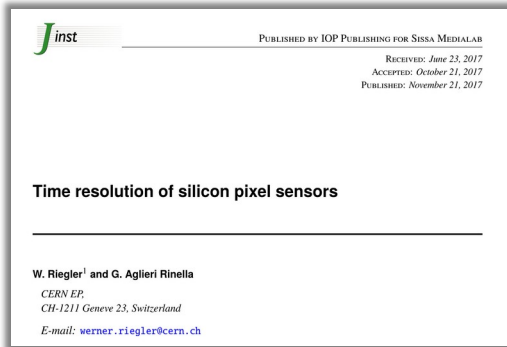 Jinst
Published by IOP Publishing for Sissa Medialab
Received: June 23, 2017
Accepted: October 21, 2017
Published: November 21, 2017
Time resolution of silicon pixel sensors
W. Riegler1 and G. Aglieri Rinella
CERN EP,
CH-1211 Geneve 23, Switzerland
E-mail: werner.riegler@cern.ch